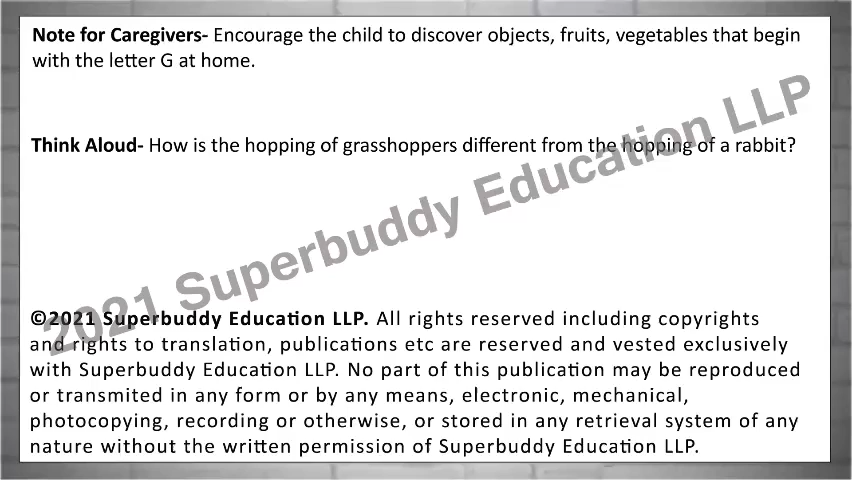 Note for Caregivers- Encourage the child to discover objects, fruits, vegetables that begin
with the letter G at home.
Think Aloud- How is the hopping of grasshoppers different from the hopping of a rabbit?
2021 Superbuddy Education LLP
©2021 Superbuddy Education LLP. All rights reserved including copyrights
and rights to translation, publications etc are reserved and vested exclusively
with Superbuddy Education LLP. No part of this publication may be reproduced
or transmited in any form or by any means, electronic, mechanical,
photocopying, recording or otherwise, or stored in any retrieval system of any
nature without the written permission of Superbuddy Education LLP.